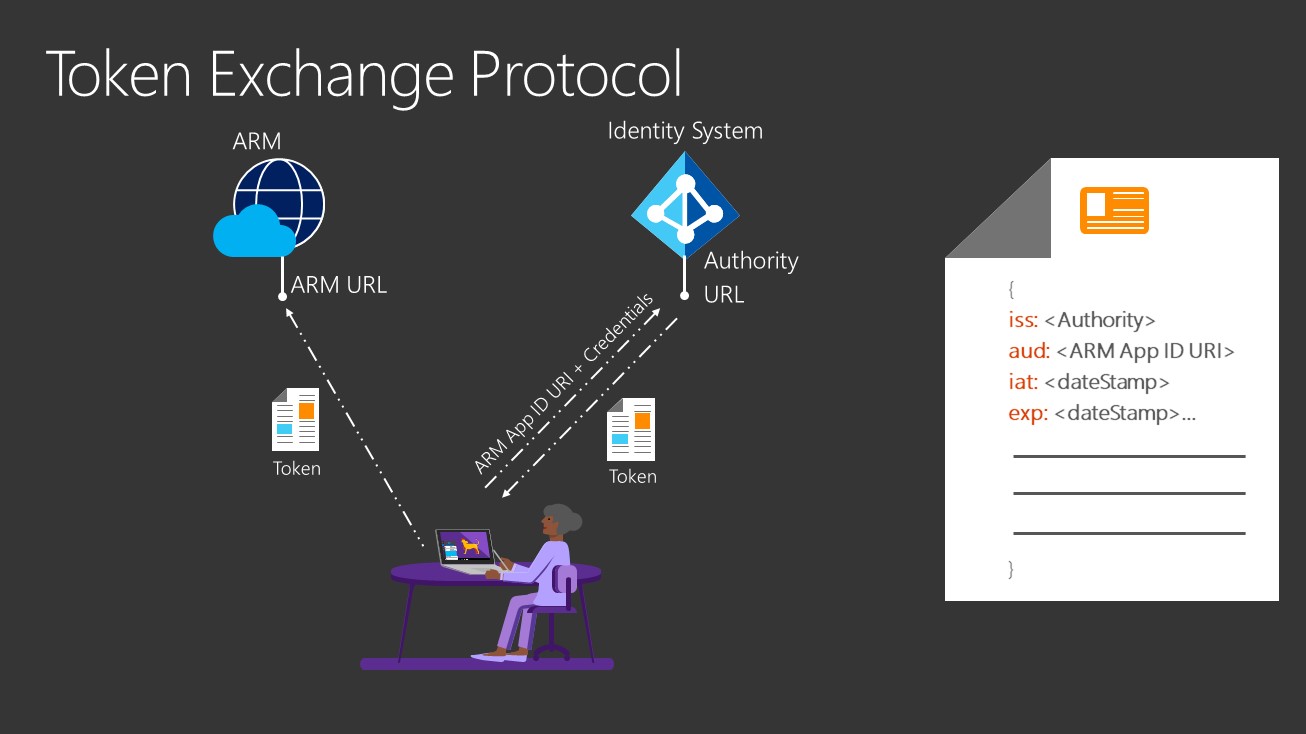 Token Exchange Protocol
ARM
Identity System
ARM URL
Authority
URL
ARM App ID URI + Credentials
Token
Token
{
iss: <Authority>
aud: <ARM App ID URI>
iat: <dateStamp>
exp: <dateStamp>...
}